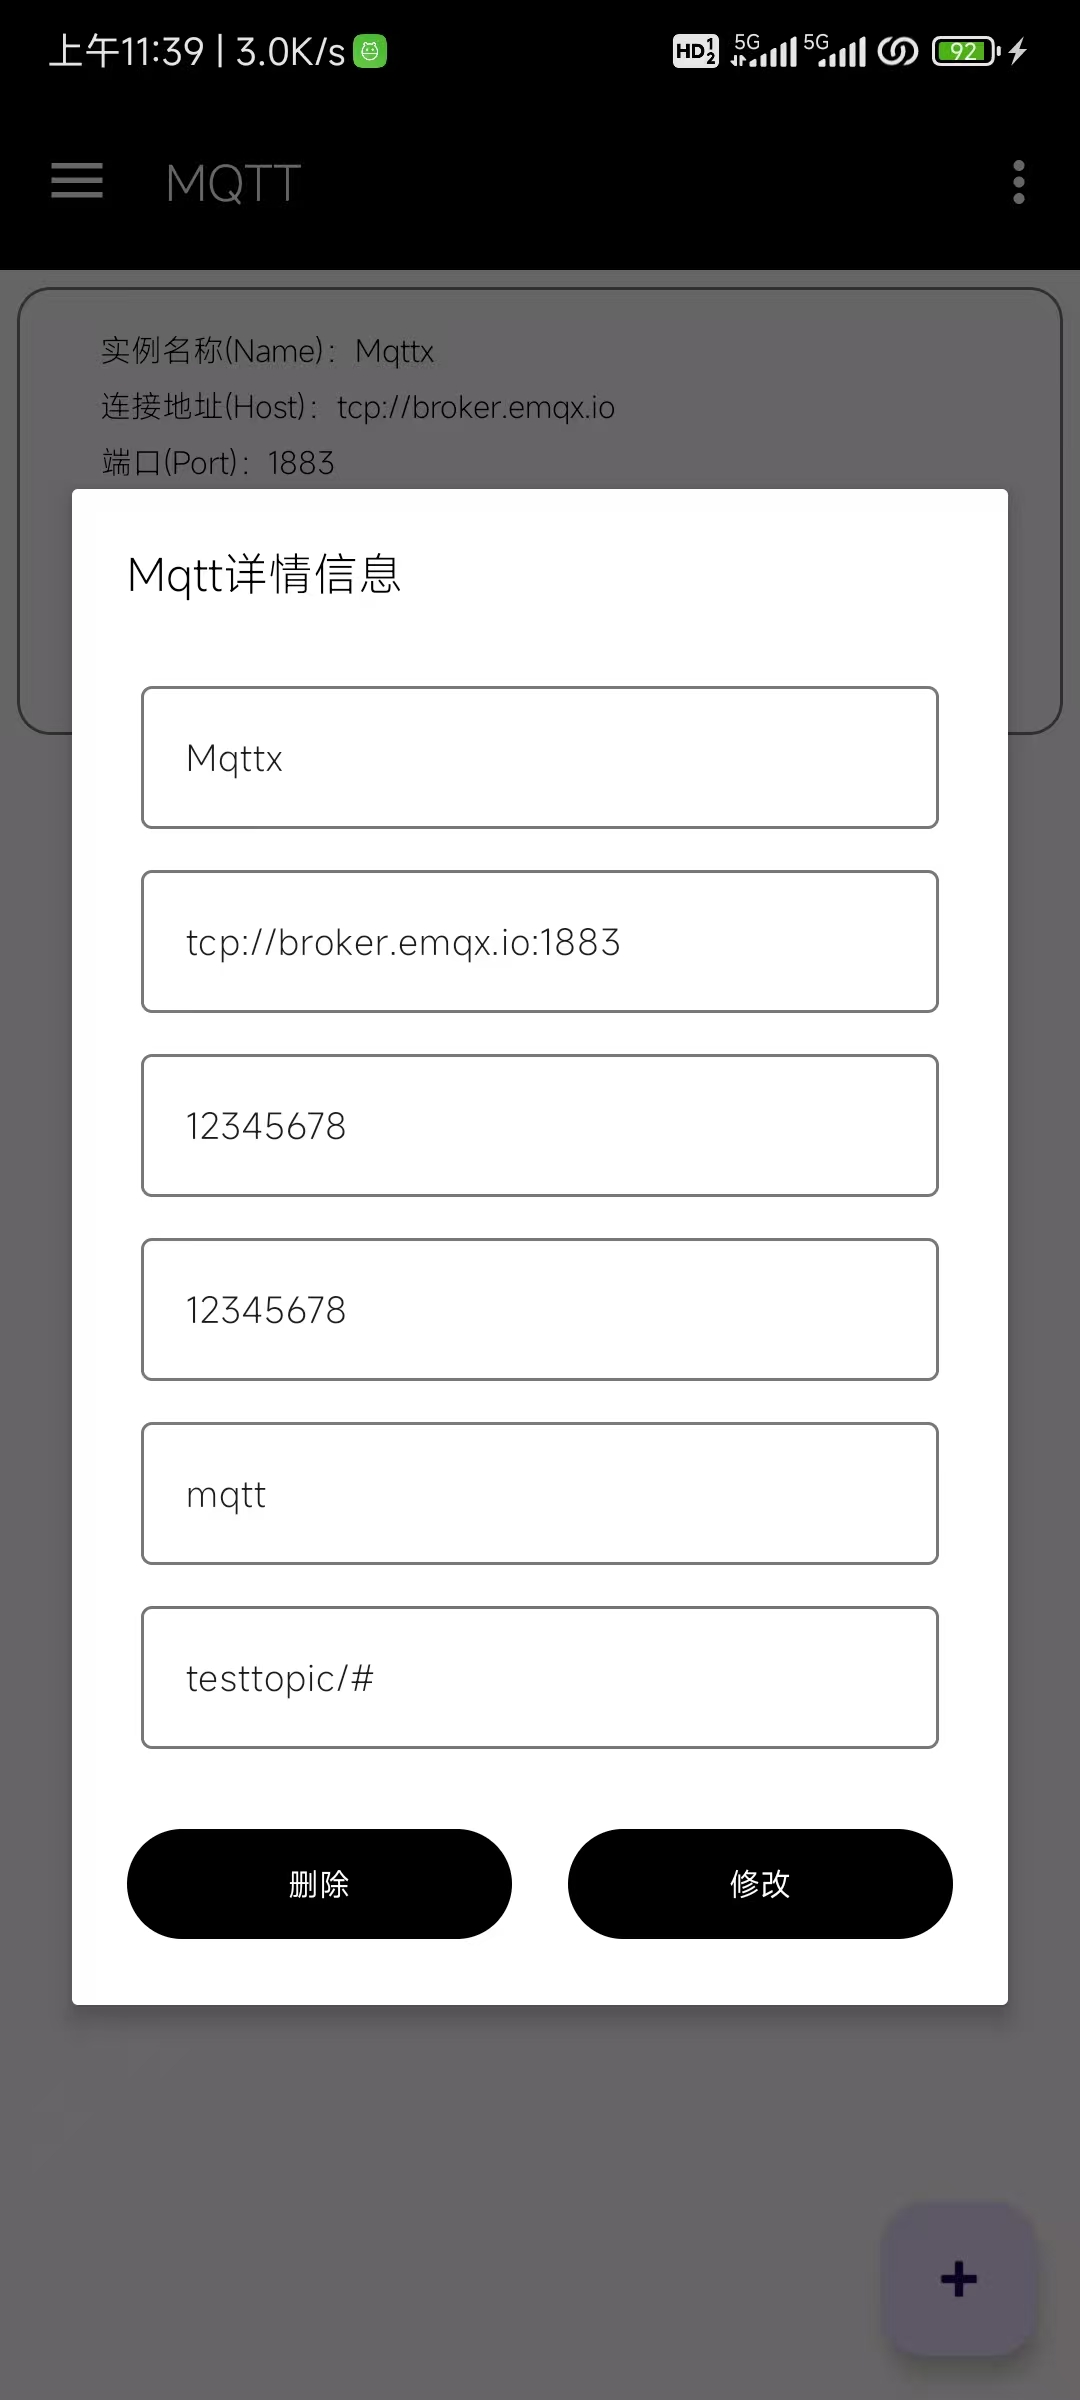 上午11:39 | 3.0K/s
HD 1 2 5G 5G 92
MQTT
实例名称(Name)：Mqttx
连接地址(Host)：tcp://broker.emqx.io
端口(Port)：1883
Mqtt详情信息
Mqttx
tcp://broker.emqx.io:1883
12345678
12345678
mqtt
testtopic/#
删除 修改